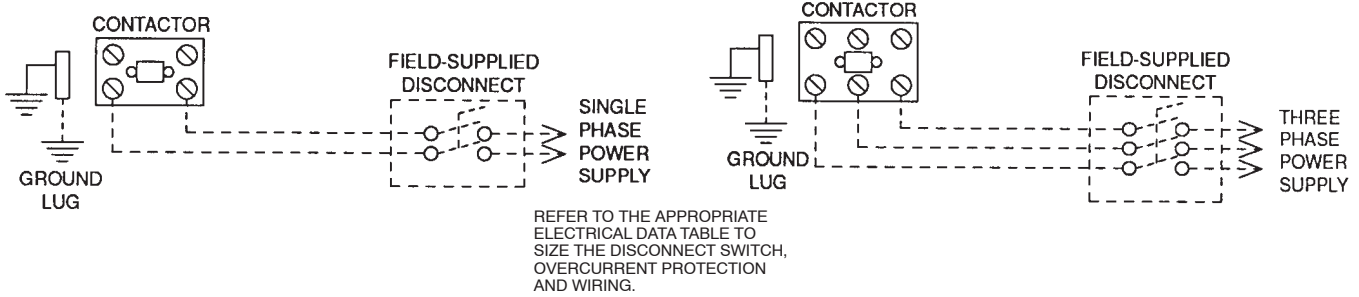 CONTACTOR
FIELD-SUPPLIED
DISCONNECT
SINGLE
PHASE
POWER
SUPPLY
GROUND
LUG
CONTACTOR
FIELD-SUPPLIED
DISCONNECT
THREE
PHASE
POWER
SUPPLY
GROUND
LUG
REFER TO THE APPROPRIATE
ELECTRICAL DATA TABLE TO
SIZE THE DISCONNECT SWITCH,
OVERCURRENT PROTECTION
AND WIRING.